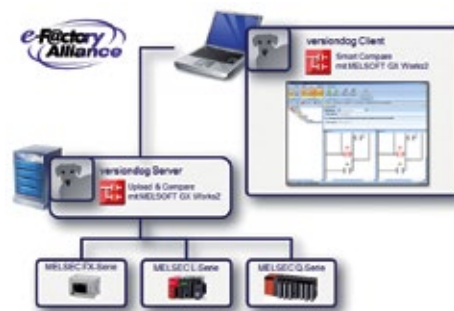 e-F@ctory
Alliance
versiondog Client
Smart Compare
mit MELSOFT GX Works2
versiondog Server
Upload & Compare
mit MELSOFT GX Works2
MELSEC FX-Serie
MELSEC L-Serie
MELSEC Q-Serie